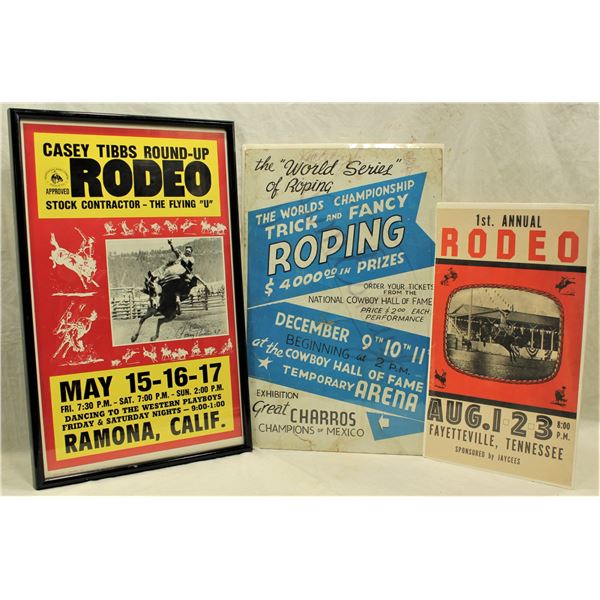 CASEY TIBBS ROUND-UP
APPROVED
RODEO
STOCK CONTRACTOR - THE FLYING "U"
MAY 15-16-17
FRI. 7:30 P.M. - SAT. 7:00 P.M. - SUN. 2:00 P.M.
DANCING TO THE WESTERN PLAYBOYS
FRIDAY & SATURDAY NIGHTS - 9:00-1:00
RAMONA, CALIF.
the "World Series"
of Roping
THE WORLDS CHAMPIONSHIP
TRICK AND FANCY
ROPING
$ 4000.00 IN PRIZES
ORDER YOUR TICKETS
FROM THE
NATIONAL COWBOY HALL OF FAME
PRICE $2.00 EACH
PERFORMANCE
DECEMBER 9TH 10TH 11
BEGINNING at 2 P.M.
at the COWBOY HALL OF FAME
TEMPORARY ARENA
EXHIBITION
Great CHARROS
CHAMPIONS OF MEXICO
1st. ANNUAL
RODEO
AUG. 1-2-3 8:00 P.M.
FAYETTEVILLE, TENNESSEE
SPONSORED by JAYCEES